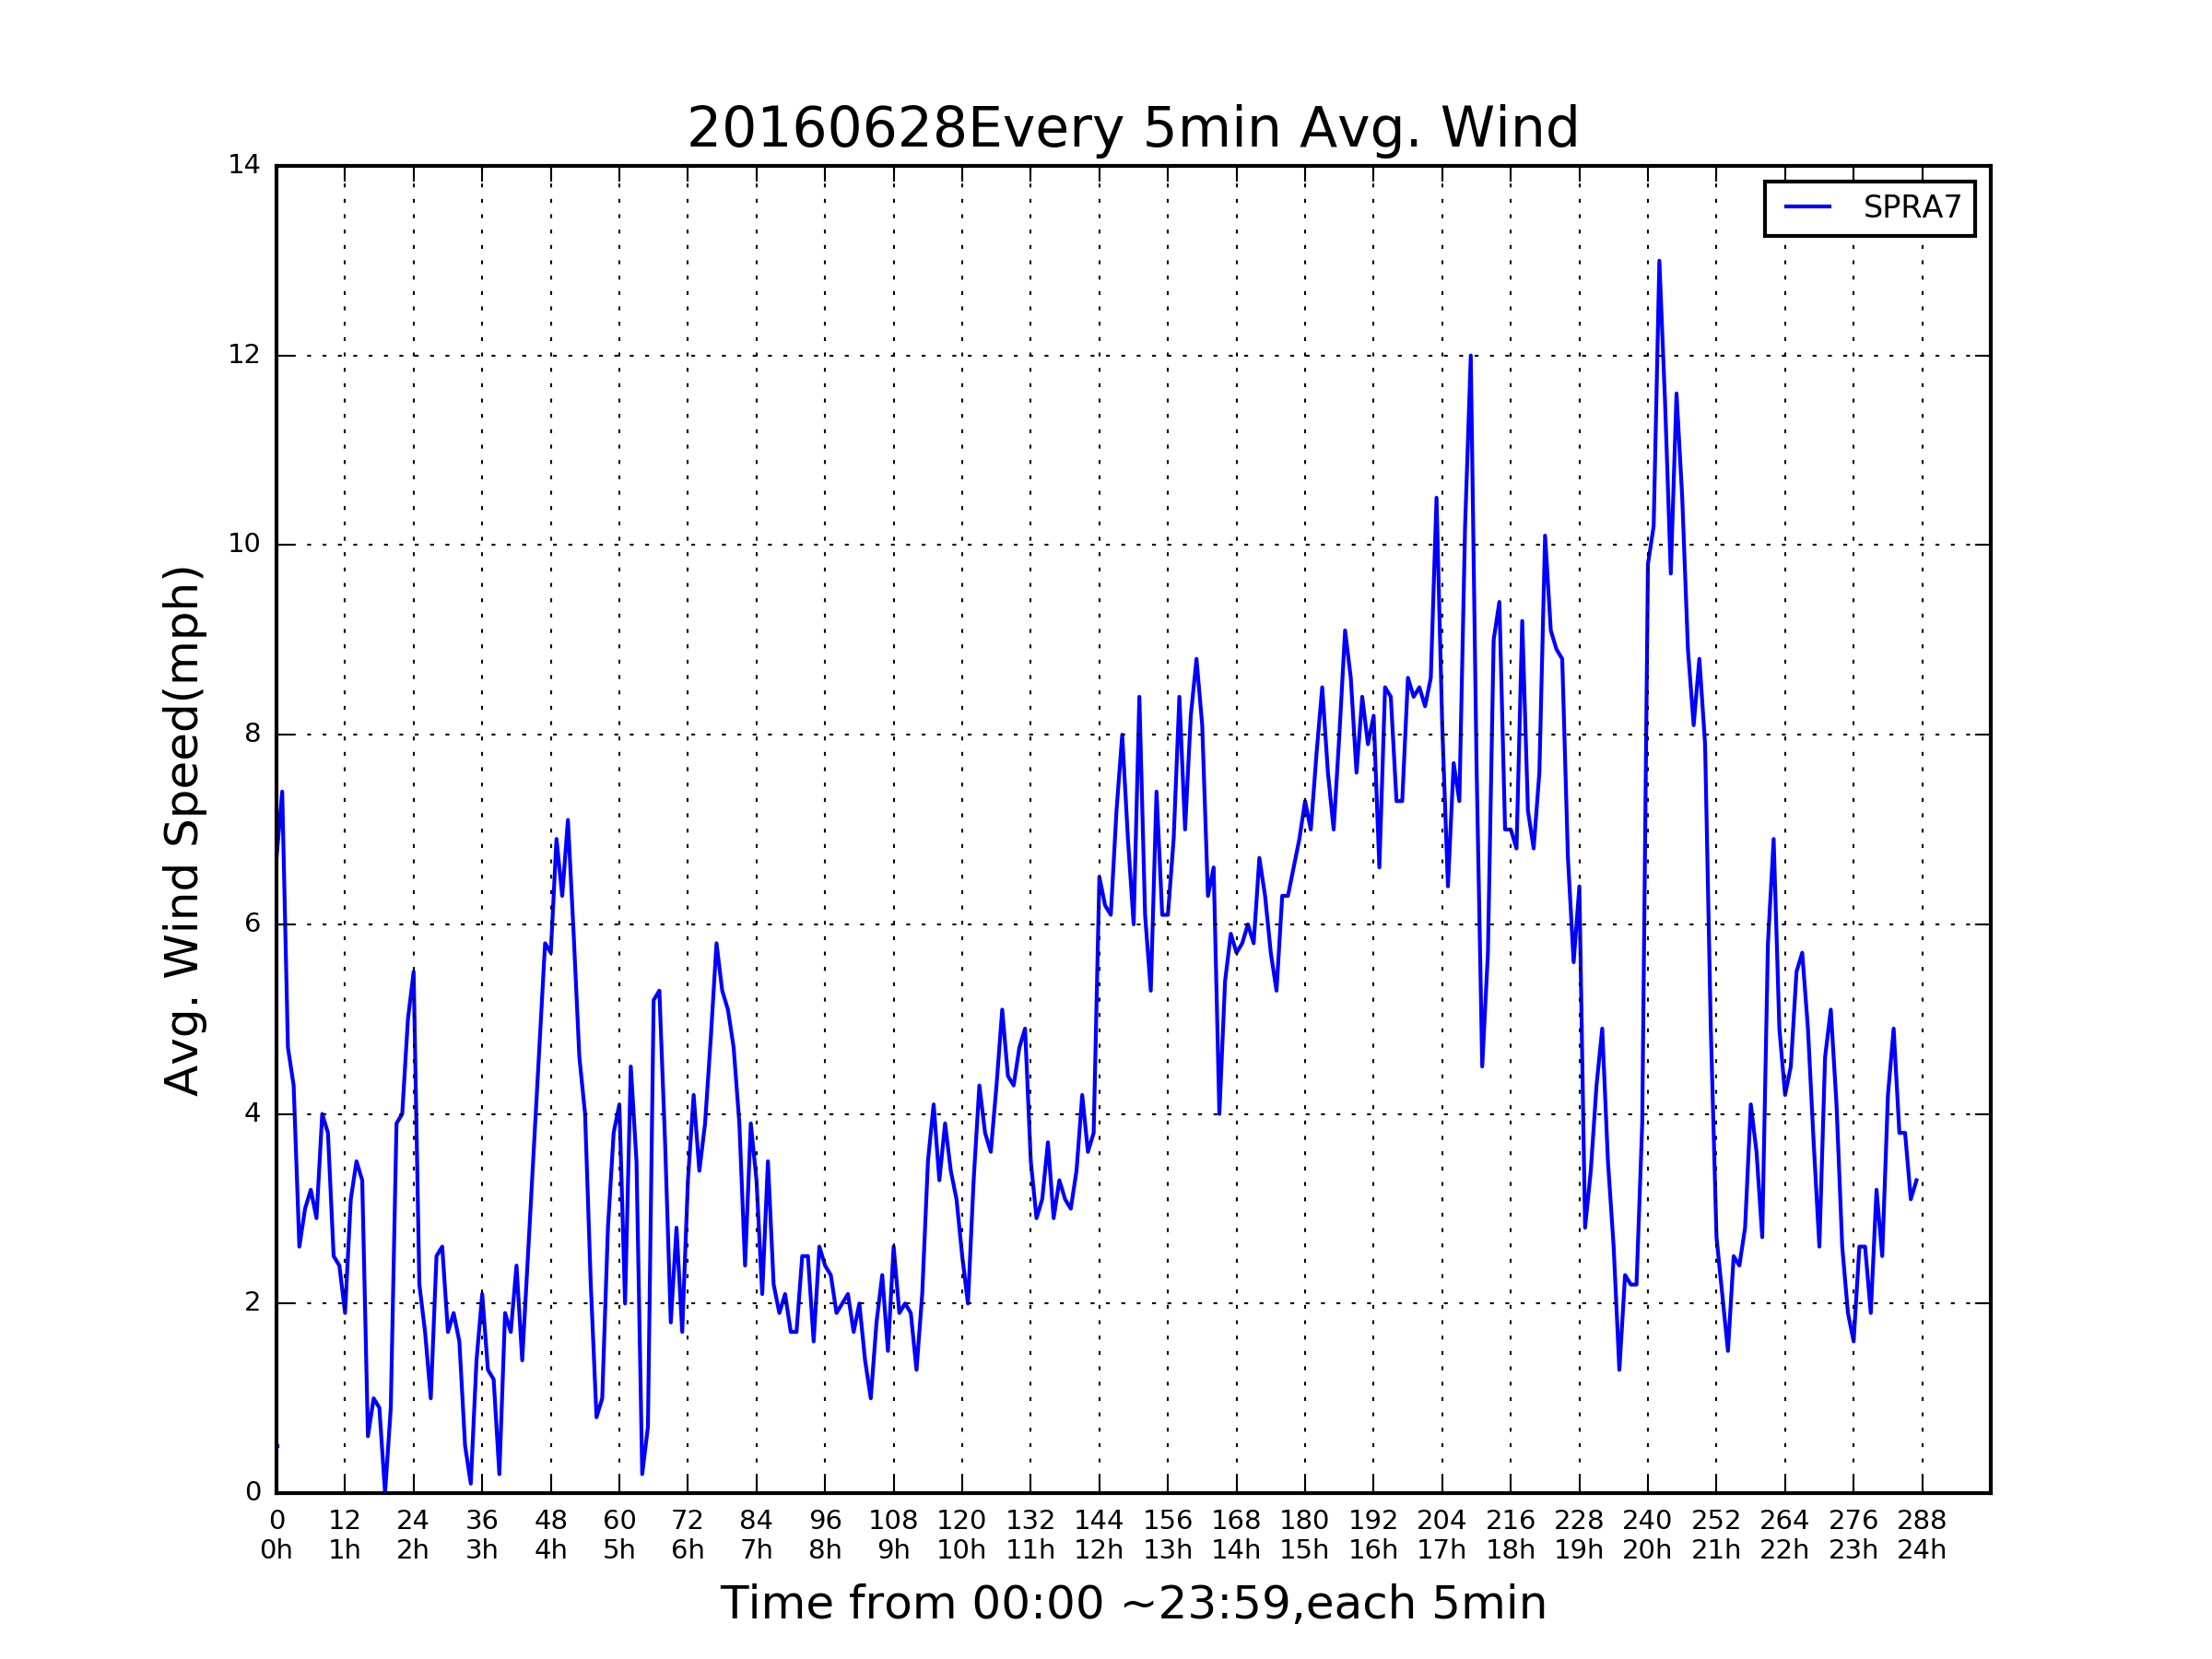 20160628Every 5min Avg. Wind
SPRA7
Avg. Wind Speed(mph)
14
12
10
8
6
4
2
0
0 12 24 36 48 60 72 84 96 108 120 132 144 156 168 180 192 204 216 228 240 252 264 276 288
0h 1h 2h 3h 4h 5h 6h 7h 8h 9h 10h 11h 12h 13h 14h 15h 16h 17h 18h 19h 20h 21h 22h 23h 24h
Time from 00:00 ~23:59,each 5min